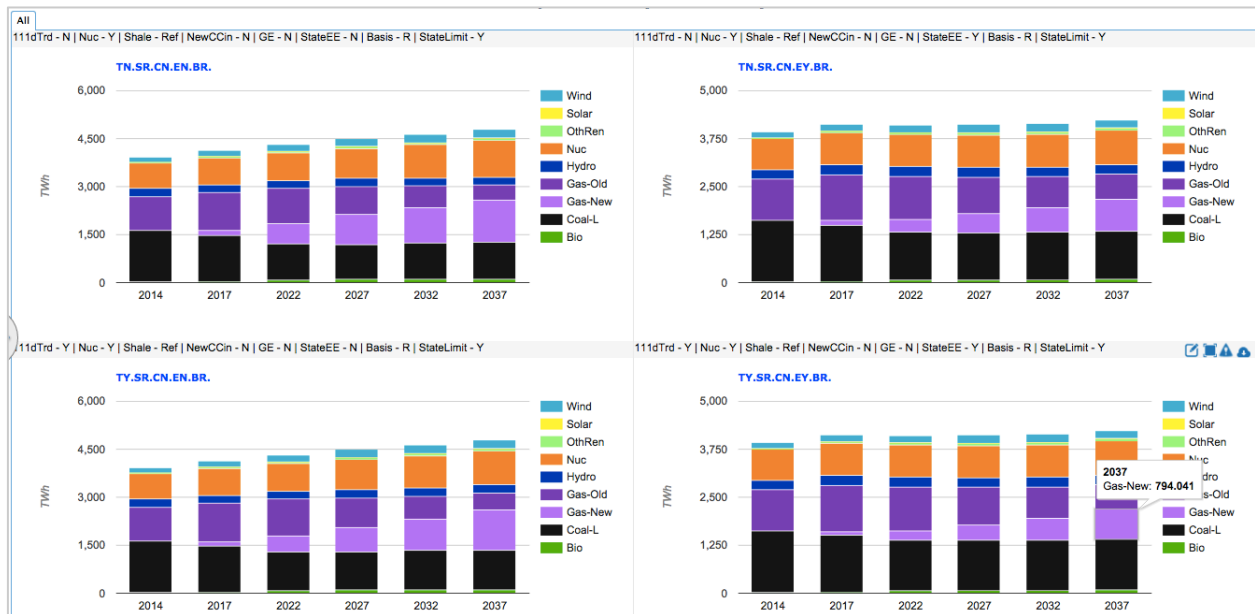 All
111dTrd - N | Nuc - Y | Shale - Ref | NewCCin - N | GE - N | StateEE - N | Basis - R | StateLimit - Y
TN.SR.CN.EN.BR.
6,000
4,500
3,000
1,500
0
TWh
2014 2017 2022 2027 2032 2037
Wind
Solar
OthRen
Nuc
Hydro
Gas-Old
Gas-New
Coal-L
Bio
111dTrd - N | Nuc - Y | Shale - Ref | NewCCin - N | GE - N | StateEE - Y | Basis - R | StateLimit - Y
TN.SR.CN.EY.BR.
5,000
3,750
2,500
1,250
0
TWh
2014 2017 2022 2027 2032 2037
Wind
Solar
OthRen
Nuc
Hydro
Gas-Old
Gas-New
Coal-L
Bio
111dTrd - Y | Nuc - Y | Shale - Ref | NewCCin - N | GE - N | StateEE - N | Basis - R | StateLimit - Y
TY.SR.CN.EN.BR.
6,000
4,500
3,000
1,500
0
TWh
2014 2017 2022 2027 2032 2037
Wind
Solar
OthRen
Nuc
Hydro
Gas-Old
Gas-New
Coal-L
Bio
111dTrd - Y | Nuc - Y | Shale - Ref | NewCCin - N | GE - N | StateEE - Y | Basis - R | StateLimit - Y
TY.SR.CN.EY.BR.
5,000
3,750
2,500
1,250
0
TWh
2014 2017 2022 2027 2032 2037
Wind
Solar
OthRen
Nuc
Hydro
Old
Gas-New
Coal-L
Bio
2037
Gas-New: 794.041